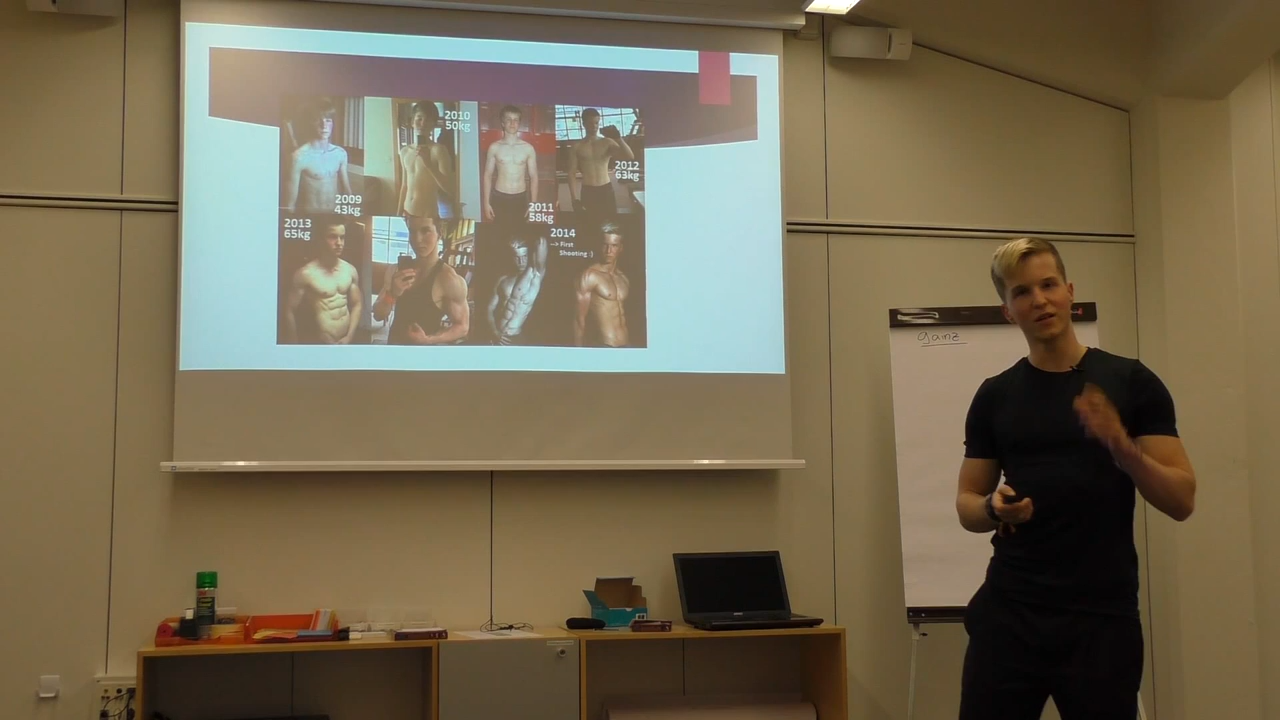 2009
43kg
2010
50kg
2011
58kg
2012
63kg
2013
65kg
2014
--> First
Shooting :)
ganz